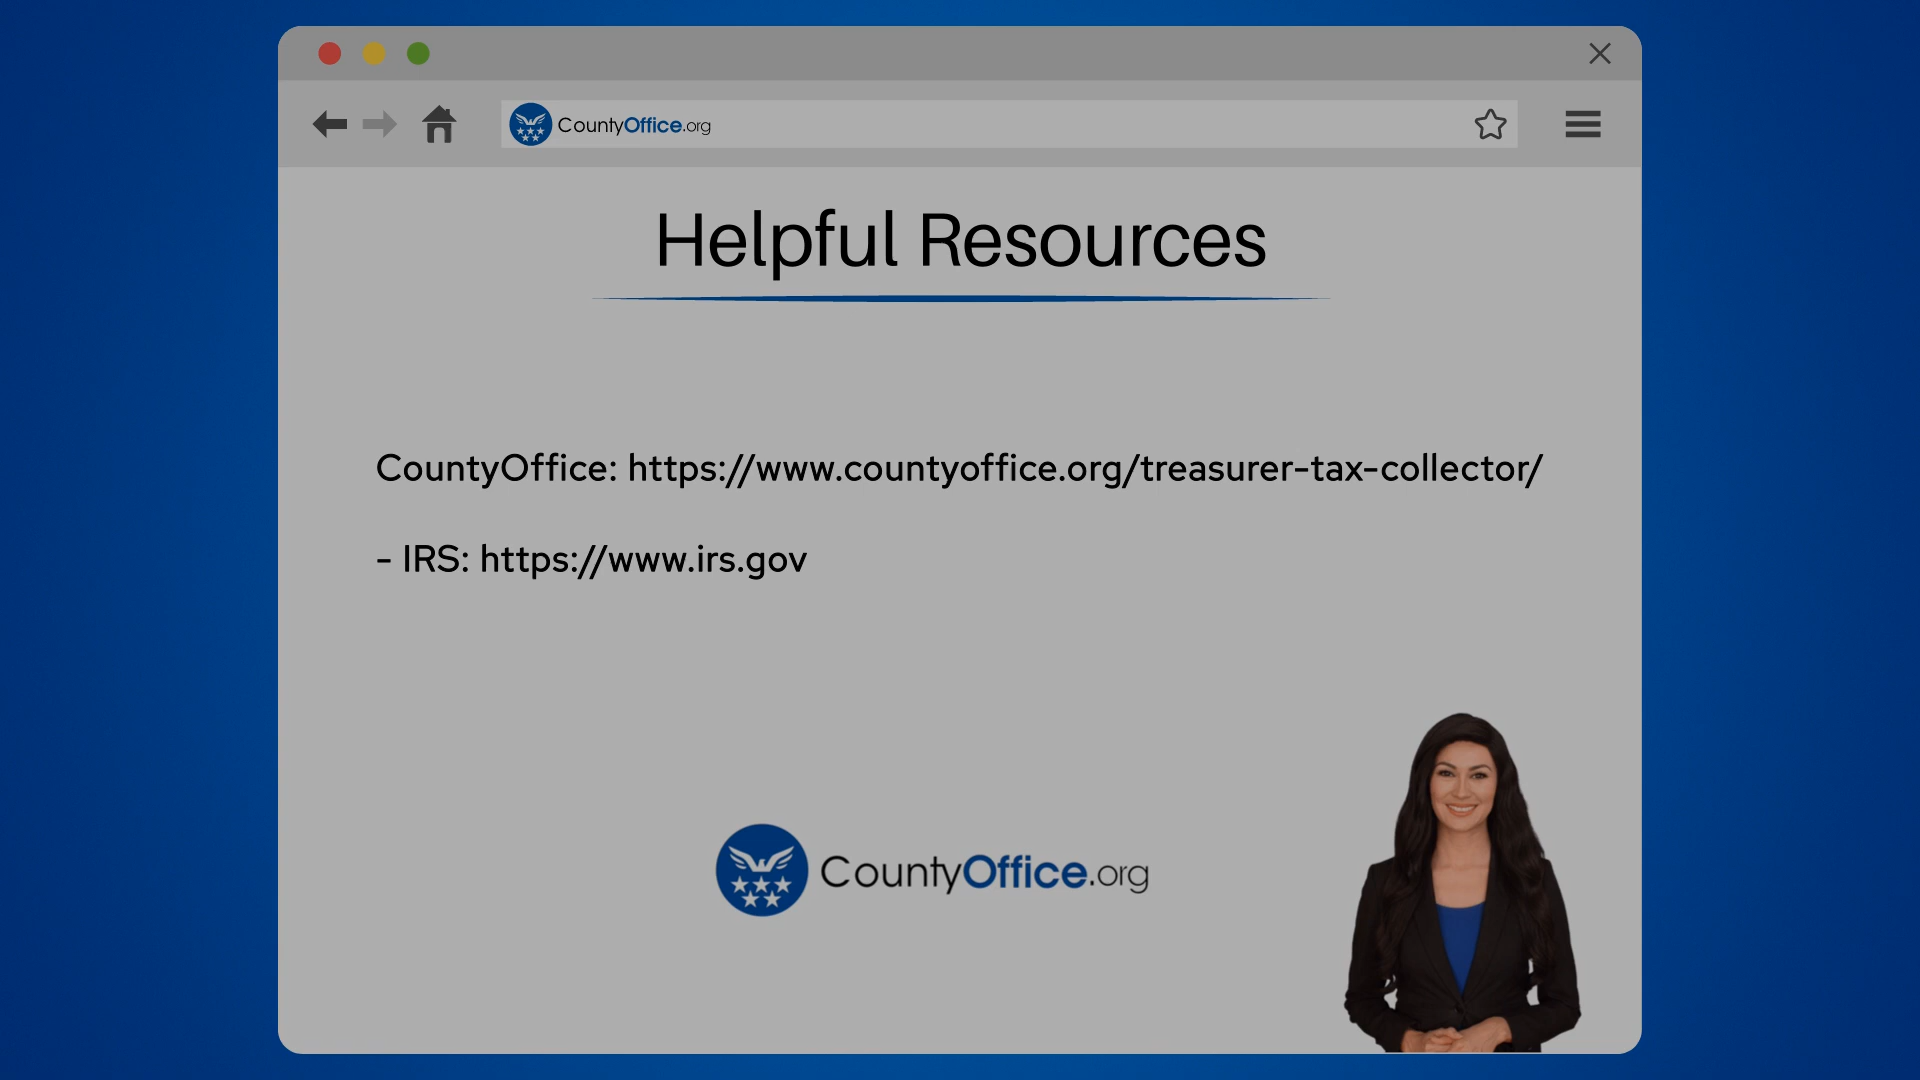 CountyOffice.org
Helpful Resources
CountyOffice: https://www.countyoffice.org/treasurer-tax-collector/
- IRS: https://www.irs.gov
CountyOffice.org